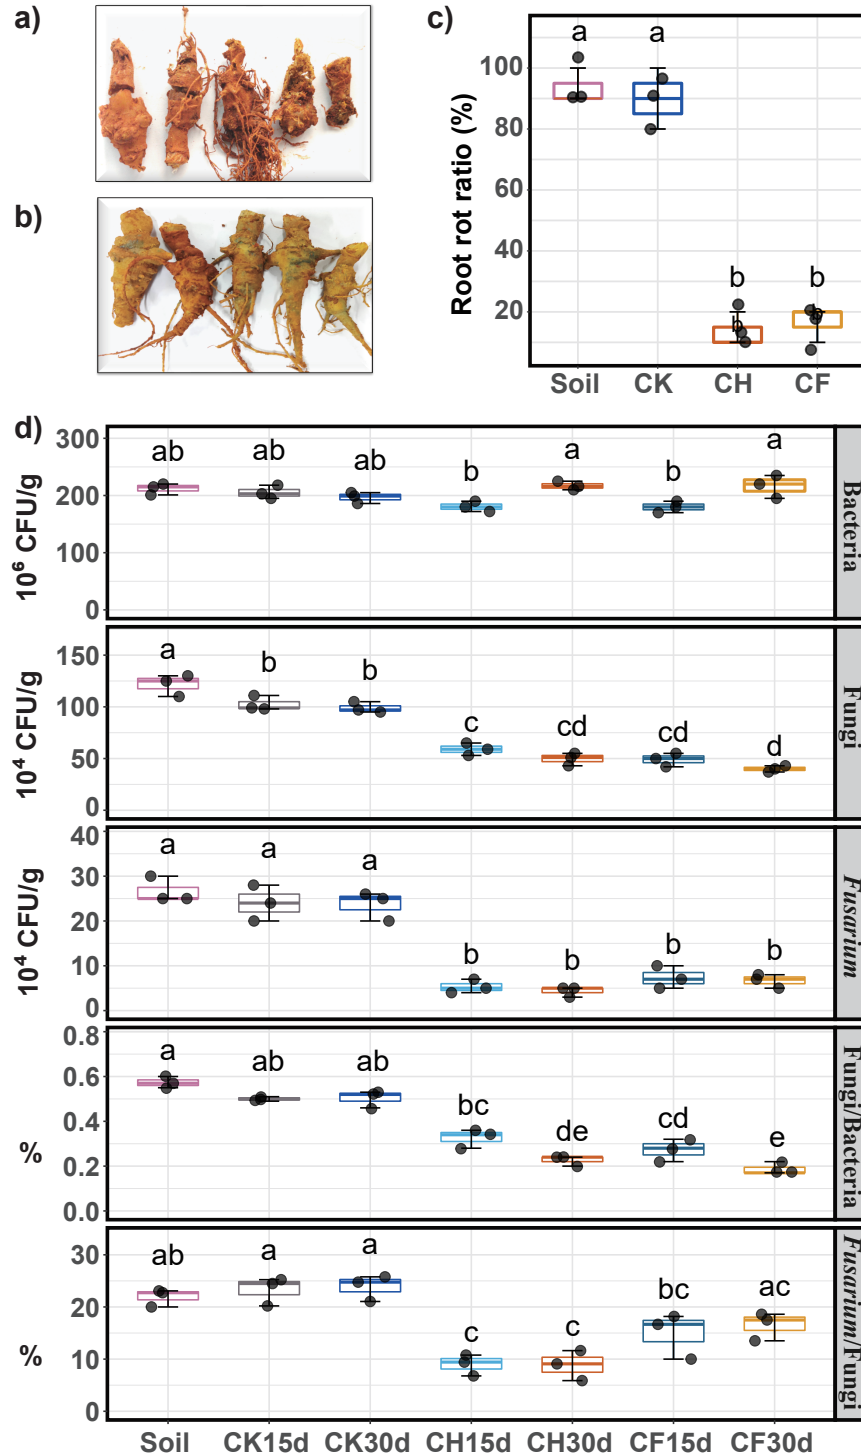 a)
b)
c)
Root rot ratio (%)
100
80
60
40
20
a
a
b
b
b
b
Soil CK CH CF
d)
300
200
100
0
10⁶ CFU/g
ab ab ab b a b a
Bacteria
150
100
50
0
10⁴ CFU/g
a b b c cd cd d
Fungi
40
30
20
10
0
10⁴ CFU/g
a a a b b b b
Fusarium
0.8
0.6
0.4
0.2
0.0
%
a ab ab bc de cd e
Fungi/Bacteria
30
20
10
0
%
ab a a c c bc ac
Fusarium/Fungi
Soil CK15d CK30d CH15d CH30d CF15d CF30d